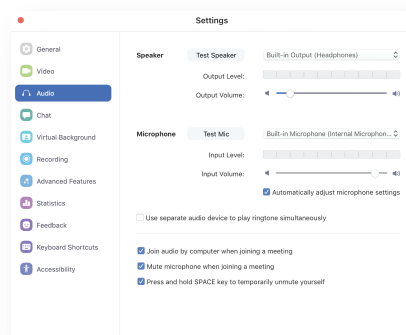 Settings
General
Video
Audio
Chat
Virtual Background
Recording
Advanced Features
Statistics
Feedback
Keyboard Shortcuts
Accessibility
Speaker Test Speaker Built-in Output (Headphones)
Output Level:
Output Volume:
Microphone Test Mic Built-in Microphone (Internal Microphon...
Input Level:
Input Volume:
Automatically adjust microphone settings
Use separate audio device to play ringtone simultaneously
Join audio by computer when joining a meeting
Mute microphone when joining a meeting
Press and hold SPACE key to temporarily unmute yourself